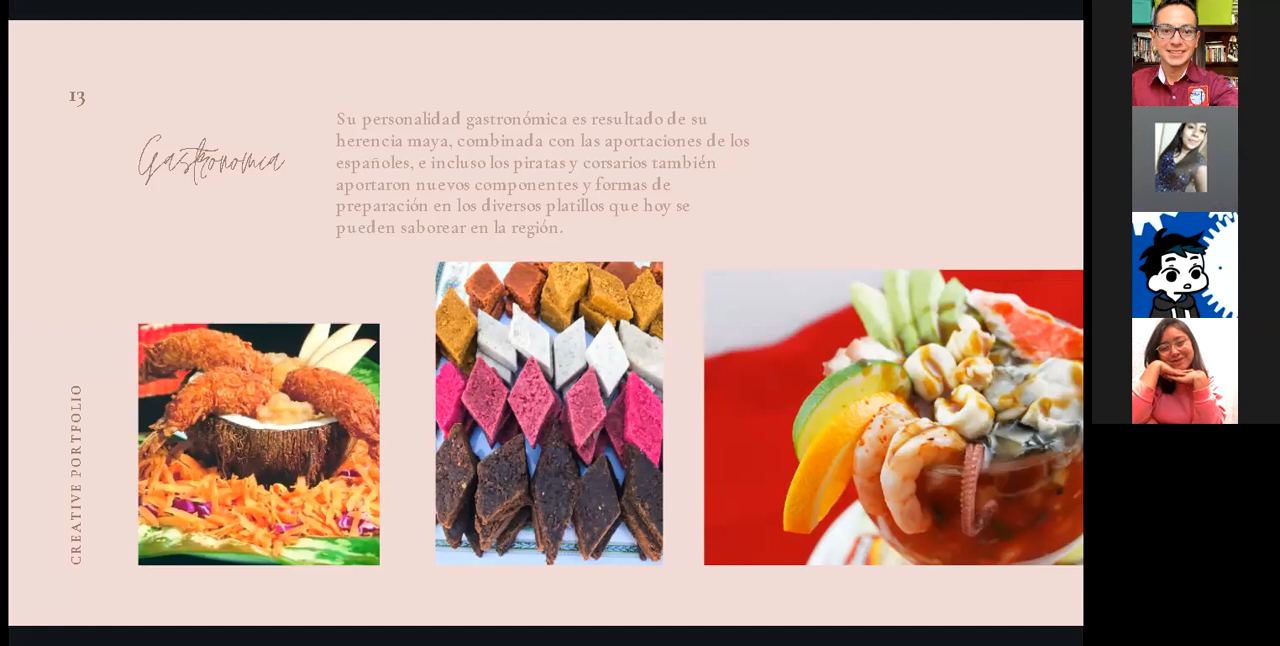 13
Gastronomia
Su personalidad gastronómica es resultado de su
herencia maya, combinada con las aportaciones de los
españoles, e incluso los piratas y corsarios también
aportaron nuevos componentes y formas de
preparación en los diversos platillos que hoy se
pueden saborear en la región.
CREATIVE PORTFOLIO